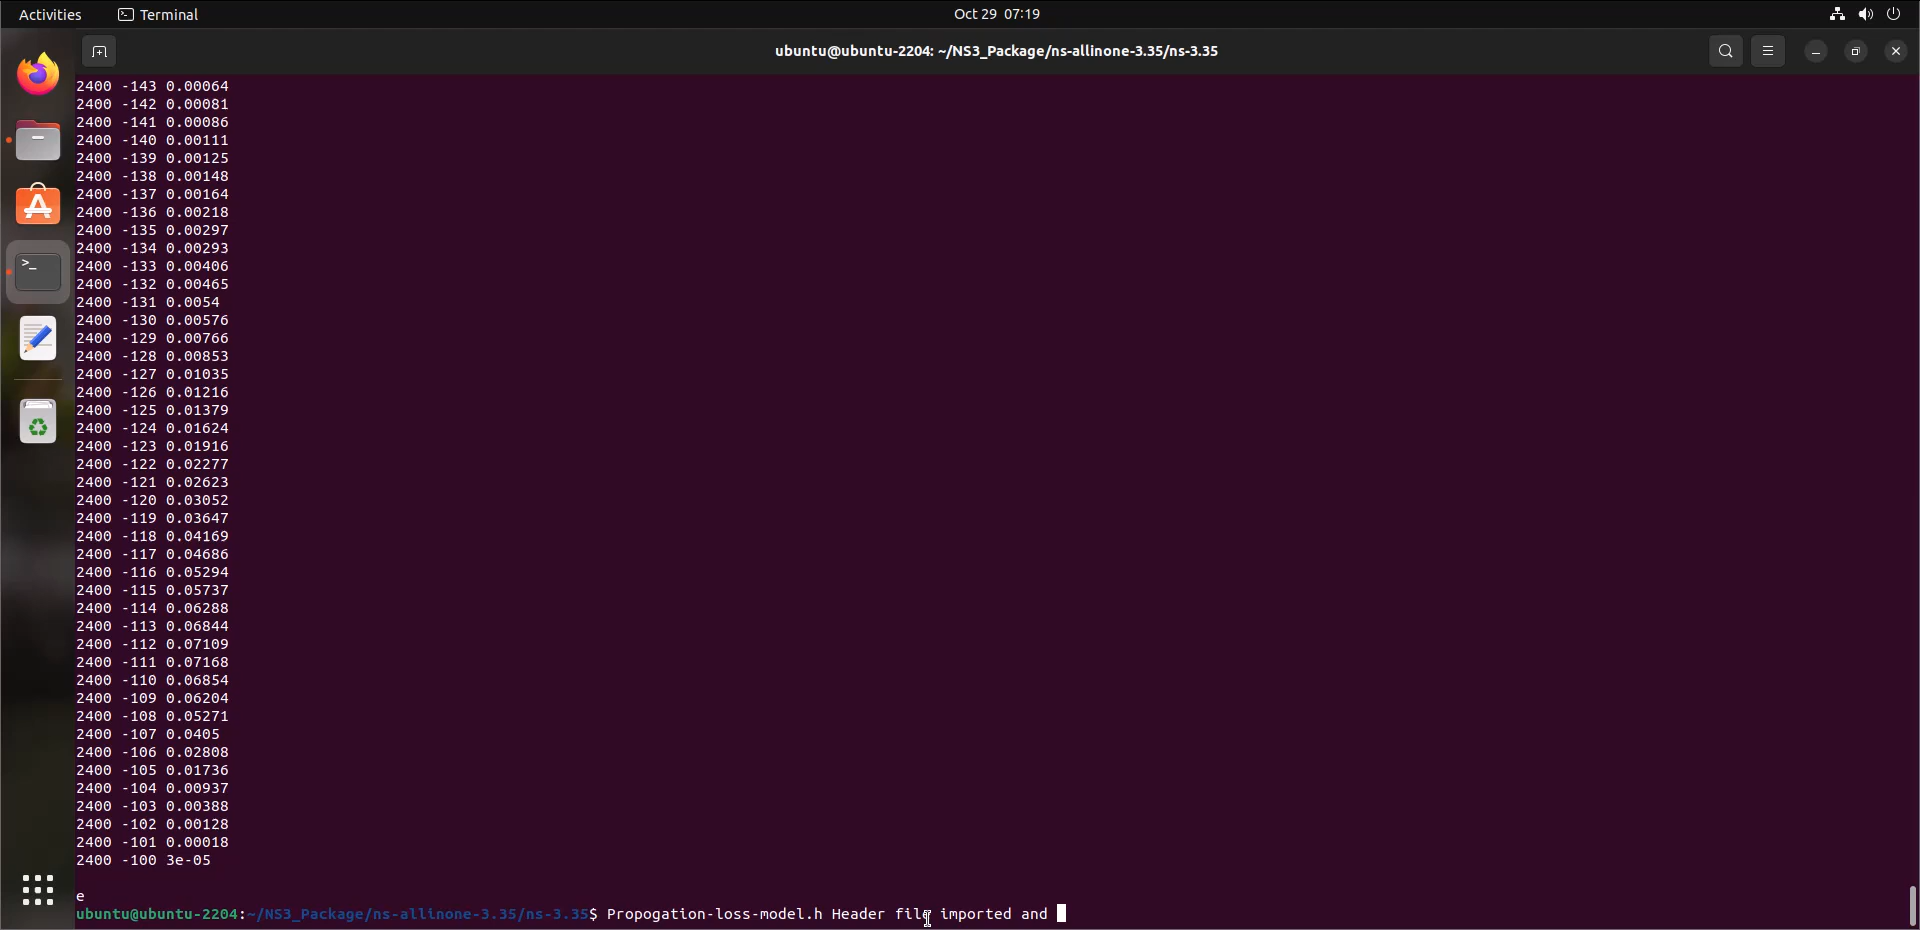 Activities
Terminal
Oct 29 07:19
ubuntu@ubuntu-2204: ~/NS3_Package/ns-allinone-3.35/ns-3.35
2400 -143 0.00064
2400 -142 0.00081
2400 -141 0.00086
2400 -140 0.00111
2400 -139 0.00125
2400 -138 0.00148
2400 -137 0.00164
2400 -136 0.00218
2400 -135 0.00297
2400 -134 0.00293
2400 -133 0.00406
2400 -132 0.00465
2400 -131 0.0054
2400 -130 0.00576
2400 -129 0.00766
2400 -128 0.00853
2400 -127 0.01035
2400 -126 0.01216
2400 -125 0.01379
2400 -124 0.01624
2400 -123 0.01916
2400 -122 0.02277
2400 -121 0.02623
2400 -120 0.03052
2400 -119 0.03647
2400 -118 0.04169
2400 -117 0.04686
2400 -116 0.05294
2400 -115 0.05737
2400 -114 0.06288
2400 -113 0.06844
2400 -112 0.07109
2400 -111 0.07168
2400 -110 0.06854
2400 -109 0.06204
2400 -108 0.05271
2400 -107 0.0405
2400 -106 0.02808
2400 -105 0.01736
2400 -104 0.00937
2400 -103 0.00388
2400 -102 0.00128
2400 -101 0.00018
2400 -100 3e-05
e
ubuntu@ubuntu-2204:~/NS3_Package/ns-allinone-3.35/ns-3.35$ Propogation-loss-model.h Header file imported and